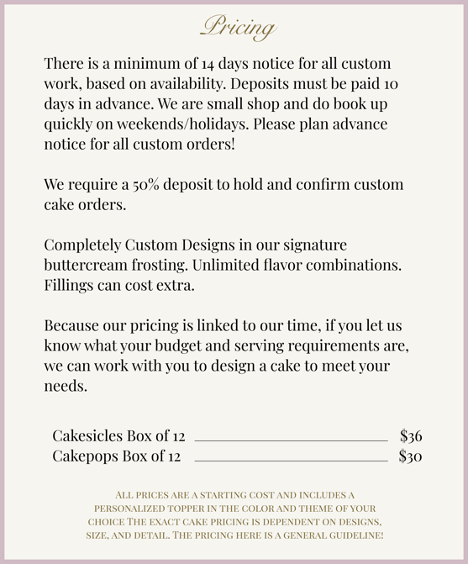 Pricing
There is a minimum of 14 days notice for all custom
work, based on availability. Deposits must be paid 10
days in advance. We are small shop and do book up
quickly on weekends/holidays. Please plan advance
notice for all custom orders!
We require a 50% deposit to hold and confirm custom
cake orders.
Completely Custom Designs in our signature
buttercream frosting. Unlimited flavor combinations.
Fillings can cost extra.
Because our pricing is linked to our time, if you let us
know what your budget and serving requirements are,
we can work with you to design a cake to meet your
needs.
Cakesicles Box of 12 $36
Cakepops Box of 12 $30
All prices are a starting cost and includes a
personalized topper in the color and theme of your
choice The exact cake pricing is dependent on designs,
size, and detail. The pricing here is a general guideline!